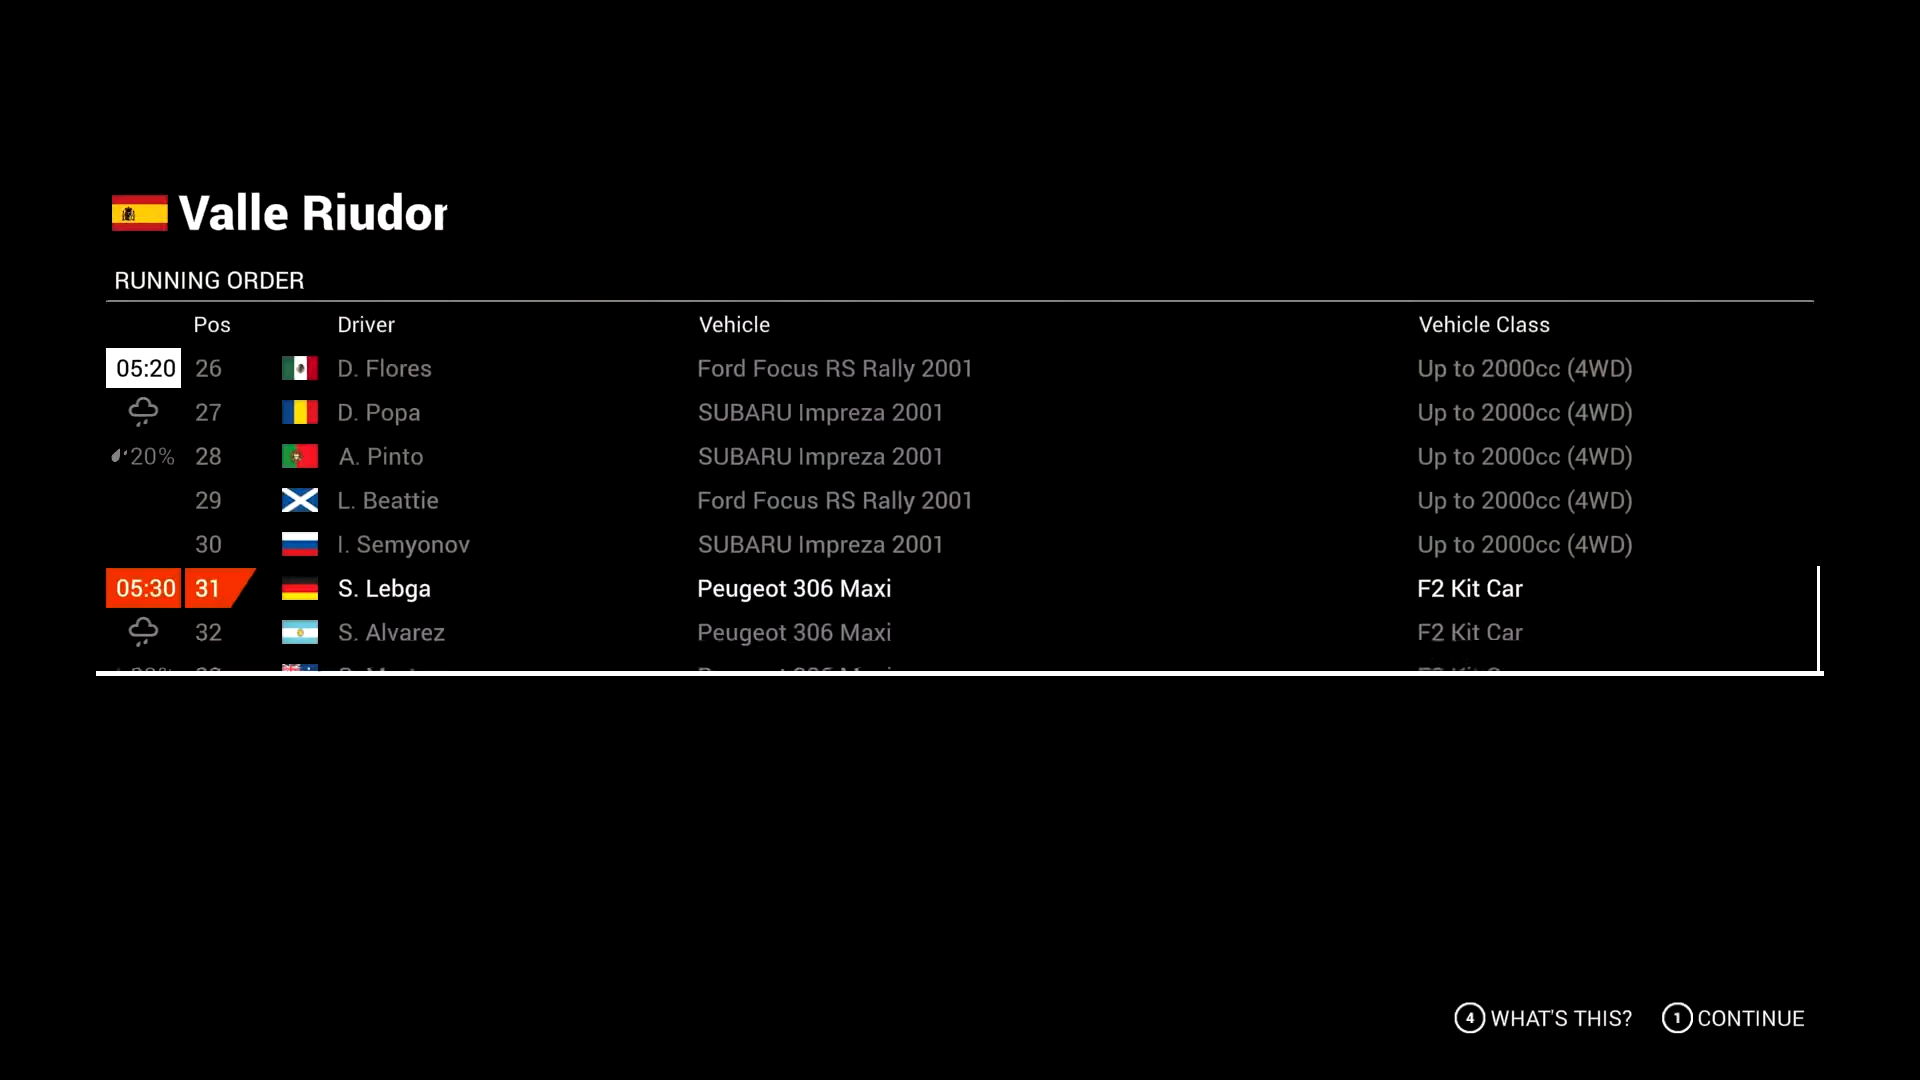 Valle Riudor
RUNNING ORDER
Pos Driver Vehicle Vehicle Class
05:20 26 D. Flores Ford Focus RS Rally 2001 Up to 2000cc (4WD)
27 D. Popa SUBARU Impreza 2001 Up to 2000cc (4WD)
20% 28 A. Pinto SUBARU Impreza 2001 Up to 2000cc (4WD)
29 L. Beattie Ford Focus RS Rally 2001 Up to 2000cc (4WD)
30 I. Semyonov SUBARU Impreza 2001 Up to 2000cc (4WD)
05:30 31 S. Lebga Peugeot 306 Maxi F2 Kit Car
32 S. Alvarez Peugeot 306 Maxi F2 Kit Car
4 WHAT'S THIS? 1 CONTINUE